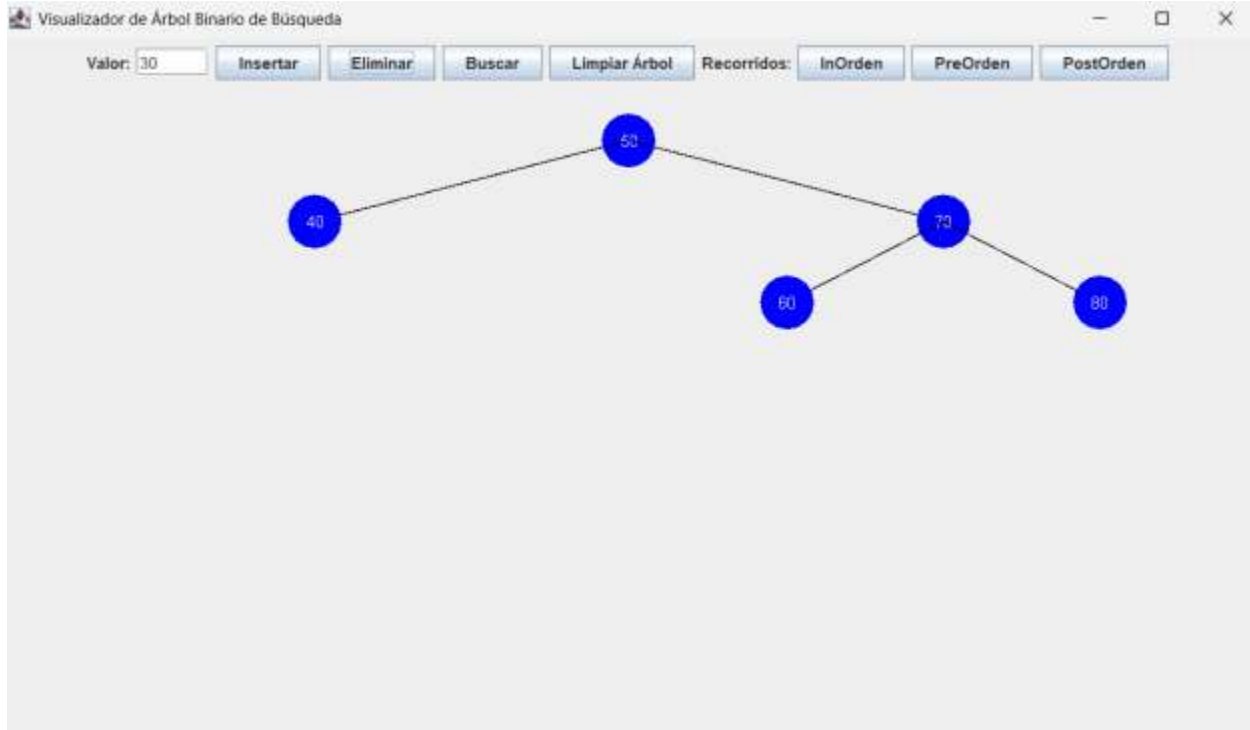 Visualizador de Árbol Binario de Búsqueda
Valor: 30 Insertar Eliminar Buscar Limpiar Árbol Recorridos: InOrden PreOrden PostOrden
50
40 70
60 80